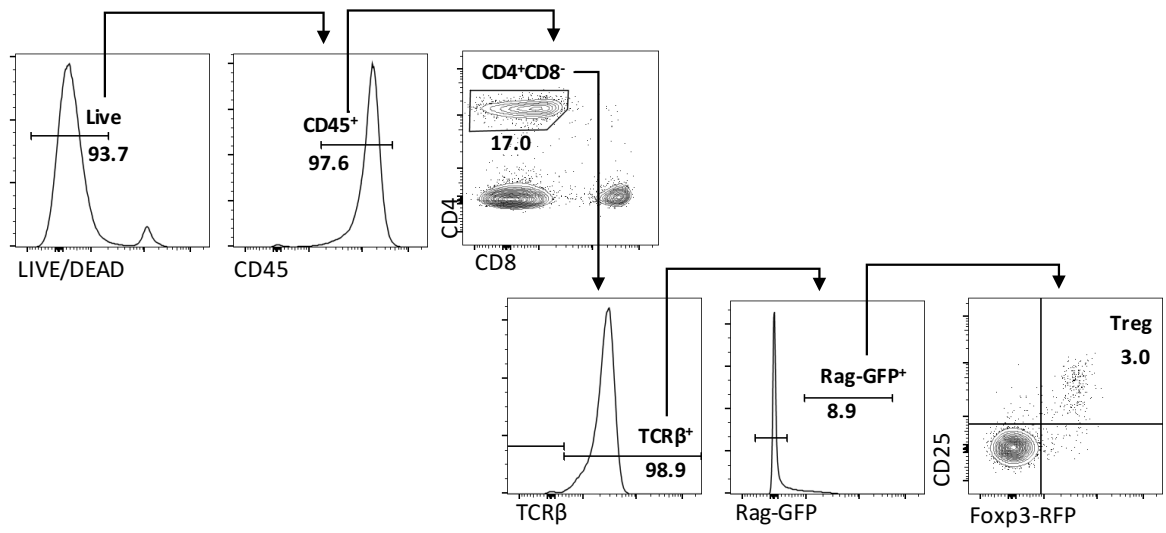 Live
93.7
LIVE/DEAD
CD45⁺
97.6
CD45
CD4⁺CD8⁻
17.0
CD4
CD8
TCRβ⁺
98.9
TCRβ
Rag-GFP⁺
8.9
Rag-GFP
Treg
3.0
CD25
Foxp3-RFP